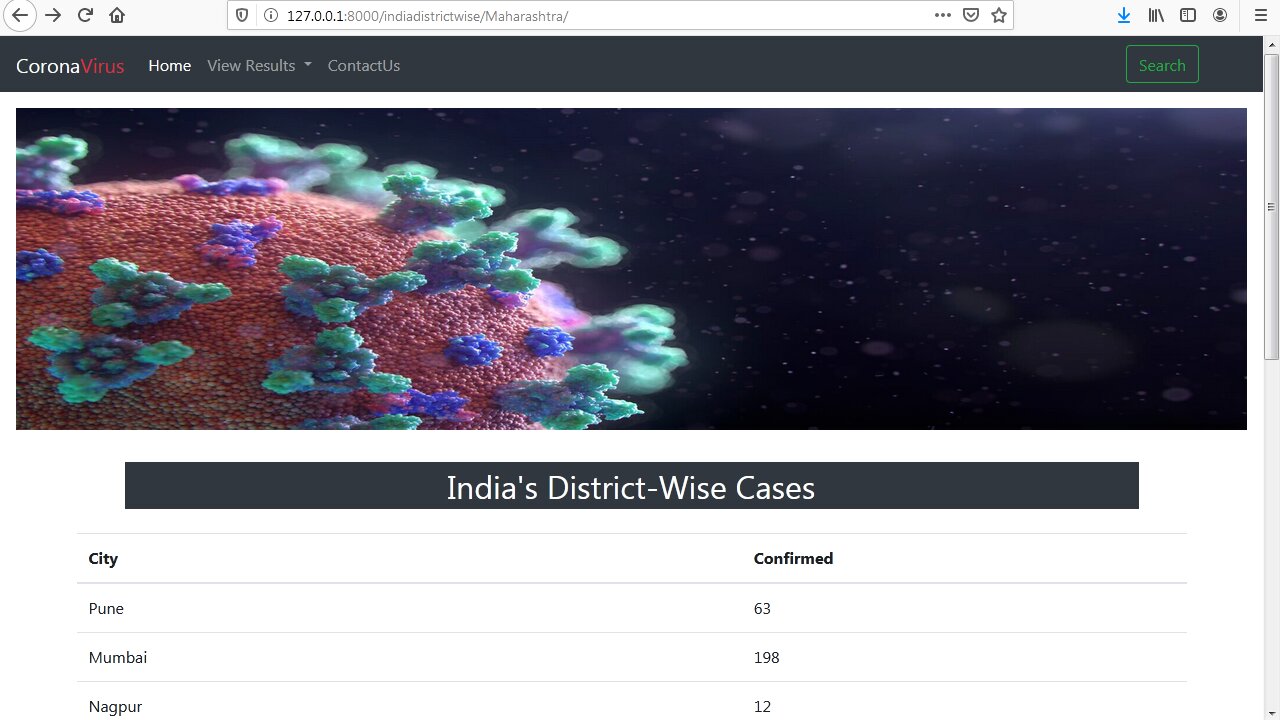 127.0.0.1:8000/indiadistrictwise/Maharashtra/
CoronaVirus Home View Results ContactUs Search
India's District-Wise Cases
City Confirmed
Pune 63
Mumbai 198
Nagpur 12